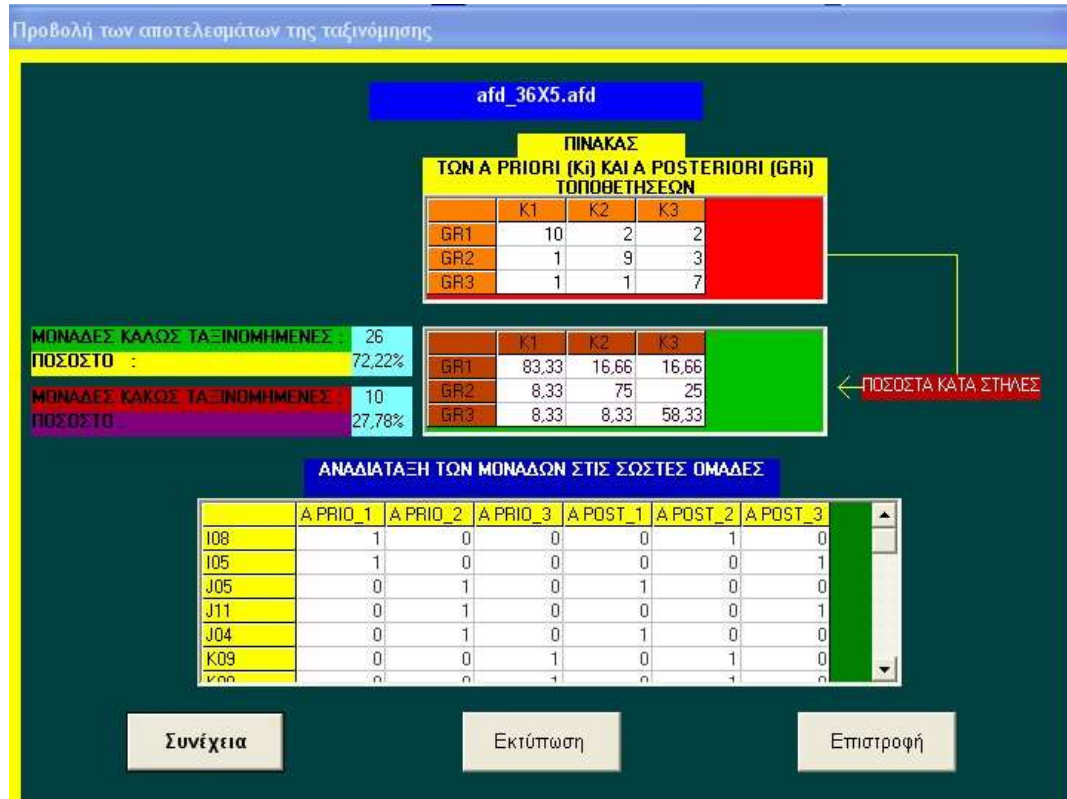 Προβολή των αποτελεσμάτων της ταξινόμησης
afd_36X5.afd
ΠΙΝΑΚΑΣ
ΤΩΝ A PRIORI (Ki) ΚΑΙ A POSTERIORI (GRi)
ΤΟΠΟΘΕΤΗΣΕΩΝ
K1 K2 K3
GR1 10 2 2
GR2 1 9 3
GR3 1 1 7
ΜΟΝΑΔΕΣ ΚΑΛΩΣ ΤΑΞΙΝΟΜΗΜΕΝΕΣ : 26
ΠΟΣΟΣΤΟ : 72,22%
ΜΟΝΑΔΕΣ ΚΑΚΩΣ ΤΑΞΙΝΟΜΗΜΕΝΕΣ : 10
ΠΟΣΟΣΤΟ : 27,78%
K1 K2 K3
GR1 83,33 16,66 16,66
GR2 8,33 75 25
GR3 8,33 8,33 58,33
ΠΟΣΟΣΤΑ ΚΑΤΑ ΣΤΗΛΕΣ
ΑΝΑΔΙΑΤΑΞΗ ΤΩΝ ΜΟΝΑΔΩΝ ΣΤΙΣ ΣΩΣΤΕΣ ΟΜΑΔΕΣ
A PRIO_1 A PRIO_2 A PRIO_3 A POST_1 A POST_2 A POST_3
I08 1 0 0 0 1 0
I05 1 0 0 0 0 1
J05 0 1 0 1 0 0
J11 0 1 0 0 0 1
J04 0 1 0 1 0 0
K09 0 0 1 0 1 0
0 0 1 0 1 0
Συνέχεια
Εκτύπωση
Επιστροφή